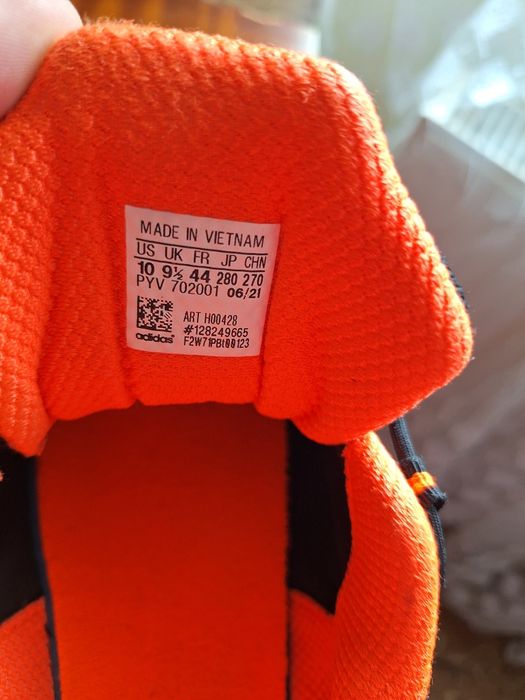 MADE IN VIETNAM
US UK FR JP CHN
10 9½ 44 280 270
PYV 702001 06/21
ART H00428
#128249665
adidas